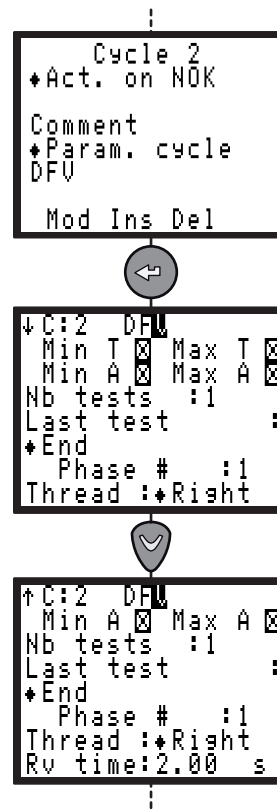 Cycle 2
♦Act. on NOK
Comment
♦Param. cycle
DFV
Mod Ins Del
↓C:2 DFV
Min T ☒ Max T ☒
Min A ☒ Max A ☒
Nb tests :1
Last test :
♦End
Phase # :1
Thread :♦Right
↑C:2 DFV
Min A ☒ Max A ☒
Nb tests :1
Last test :
♦End
Phase # :1
Thread :♦Right
Rv time:2.00 s